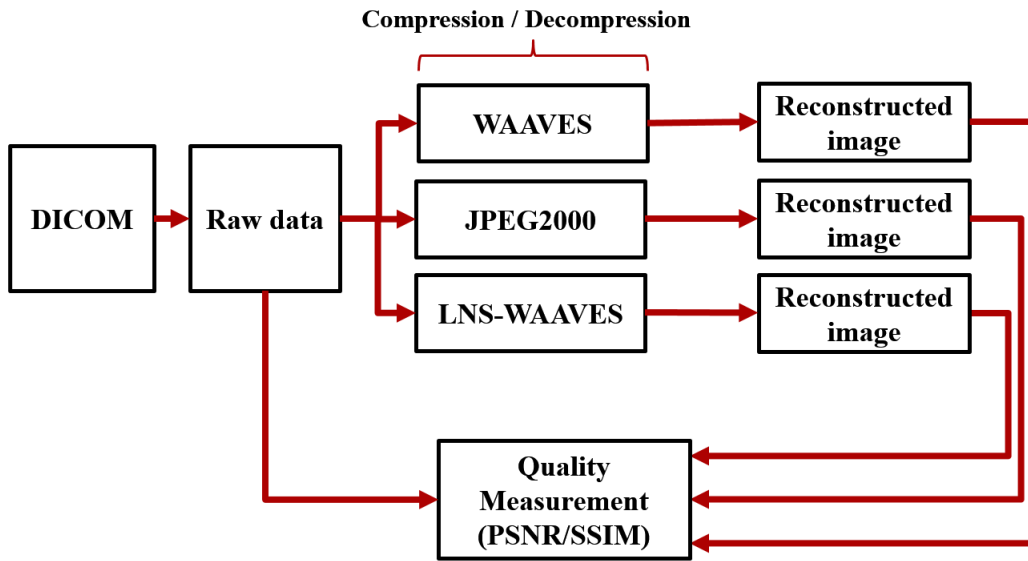 Compression / Decompression
WAAVES
Reconstructed
image
DICOM
Raw data
JPEG2000
Reconstructed
image
LNS-WAAVES
Reconstructed
image
Quality
Measurement
(PSNR/SSIM)